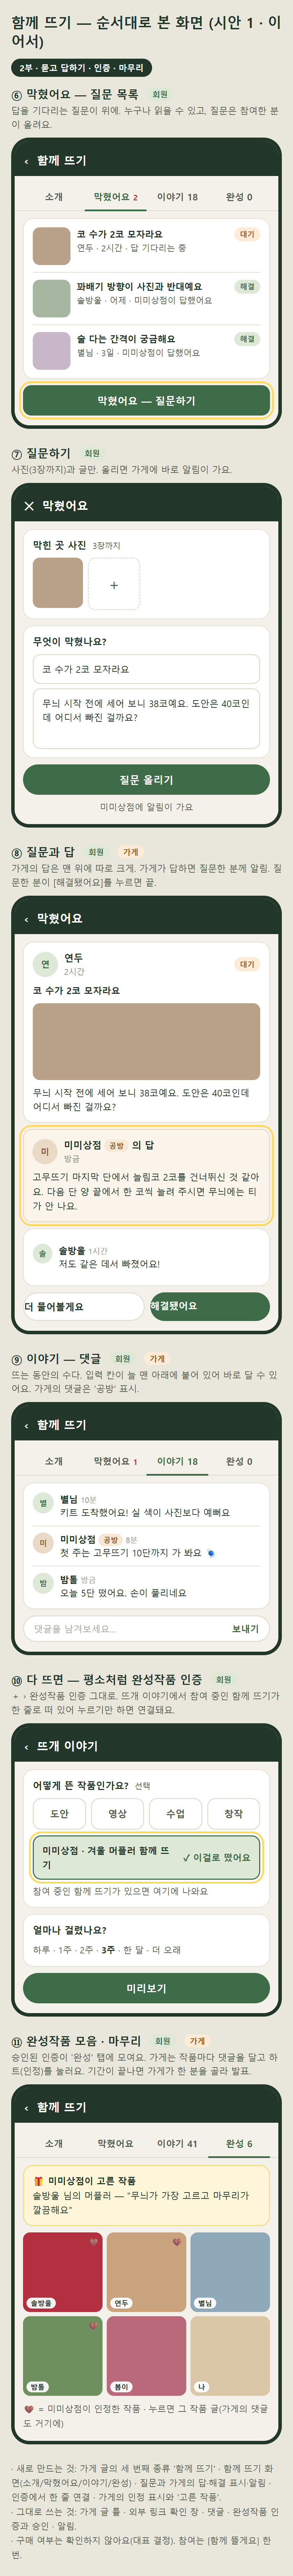 함께 뜨기 — 순서대로 본 화면 (시안 1 · 이
어서)
2부 · 묻고 답하기 · 인증 · 마무리
⑥ 막혔어요 — 질문 목록 회원
답을 기다리는 질문이 위에. 누구나 읽을 수 있고, 질문은 참여한 분
이 올려요.
‹ 함께 뜨기
소개 막혔어요 2 이야기 18 완성 0
코 수가 2코 모자라요 대기
연두 · 2시간 · 답 기다리는 중
꽈배기 방향이 사진과 반대예요 해결
솔방울 · 어제 · 미미상점이 답했어요
술 다는 간격이 궁금해요 해결
별님 · 3일 · 미미상점이 답했어요
막혔어요 — 질문하기
⑦ 질문하기 회원
사진(3장까지)과 글만. 올리면 가게에 바로 알림이 가요.
✕ 막혔어요
막힌 곳 사진 3장까지
+
무엇이 막혔나요?
코 수가 2코 모자라요
무늬 시작 전에 세어 보니 38코예요. 도안은 40코인
데 어디서 빠진 걸까요?
질문 올리기
미미상점에 알림이 가요
⑧ 질문과 답 회원 가게
가게의 답은 맨 위에 따로 크게. 가게가 답하면 질문한 분께 알림. 질
문한 분이 [해결됐어요]를 누르면 끝.
‹ 막혔어요
연 연두 대기
2시간
코 수가 2코 모자라요
무늬 시작 전에 세어 보니 38코예요. 도안은 40코인데
어디서 빠진 걸까요?
미 미미상점 공방 의 답
방금
고무뜨기 마지막 단에서 늘림코 2코를 건너뛰신 것 같아
요. 다음 단 양 끝에서 한 코씩 늘려 주시면 무늬에는 티
가 안 나요.
솔 솔방울 1시간
저도 같은 데서 빠졌어요!
더 물어볼게요 해결됐어요
⑨ 이야기 — 댓글 회원 가게
뜨는 동안의 수다. 입력 칸이 늘 맨 아래에 붙어 있어 바로 달 수 있
어요. 가게의 댓글은 '공방' 표시.
‹ 함께 뜨기
소개 막혔어요 1 이야기 18 완성 0
별 별님 10분
키트 도착했어요! 실 색이 사진보다 예뻐요
미 미미상점 공방 8분
첫 주는 고무뜨기 10단까지 가 봐요 🧿
밤 밤톨 방금
오늘 5단 떴어요. 손이 풀리네요
댓글을 남겨보세요… 보내기
⑩ 다 뜨면 — 평소처럼 완성작품 인증 회원
+ › 완성작품 인증 그대로. 뜨개 이야기에서 참여 중인 함께 뜨기가
한 줄로 떠 있어 누르기만 하면 연결돼요.
‹ 뜨개 이야기
어떻게 뜬 작품인가요? 선택
도안 영상 수업 창작
미미상점 · 겨울 머플러 함께 뜨
기 ✓ 이걸로 떴어요
참여 중인 함께 뜨기가 있으면 여기에 나와요
얼마나 걸렸나요?
하루 · 1주 · 2주 · 3주 · 한 달 · 더 오래
미리보기
⑪ 완성작품 모음 · 마무리 회원 가게
승인된 인증이 '완성' 탭에 모여요. 가게는 작품마다 댓글을 달고 하
트(인정)를 눌러요. 기간이 끝나면 가게가 한 분을 골라 발표.
‹ 함께 뜨기
소개 막혔어요 이야기 41 완성 6
🎁 미미상점이 고른 작품
솔방울 님의 머플러 — "무늬가 가장 고르고 마무리가
깔끔해요"
솔방울 연두 별님
밤톨 봄이 나
= 미미상점이 인정한 작품 · 누르면 그 작품 글(가게의 댓글
도 거기에)
· 새로 만드는 것: 가게 글의 세 번째 종류 '함께 뜨기' · 함께 뜨기 화
면(소개/막혔어요/이야기/완성) · 질문과 가게의 답·해결 표시·알림 ·
인증에서 한 줄 연결 · 가게의 인정 표시와 '고른 작품'.
· 그대로 쓰는 것: 가게 글 틀 · 외부 링크 확인 창 · 댓글 · 완성작품 인
증과 승인 · 알림.
· 구매 여부는 확인하지 않아요(대표 결정). 참여는 [함께 뜰게요] 한
번.